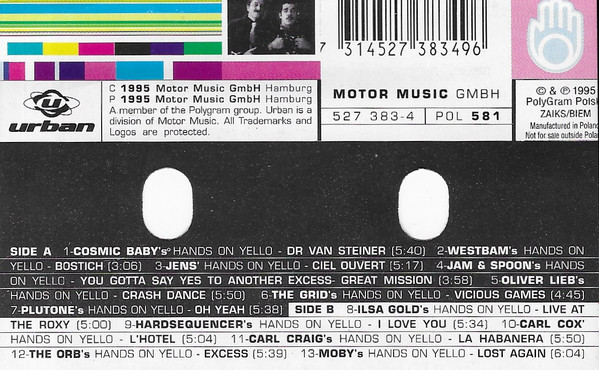 7 314527 383496
urban
C 1995 Motor Music GmbH Hamburg
P 1995 Motor Music GmbH Hamburg
A member of the Polygram group. Urban is a
division of Motor Music. All Trademarks and
Logos are protected.
MOTOR MUSIC GMBH
527 383-4 POL 581
© & ℗ 1995
PolyGram Polsk
ZAIKS/BIEM
Manufactured in Poland
Not for sale outside Polan
SIDE A 1-COSMIC BABY's HANDS ON YELLO - DR VAN STEINER (5:40) 2-WESTBAM's HANDS ON
YELLO - BOSTICH (3:06) 3-JENS' HANDS ON YELLO - CIEL OUVERT (5:17) 4-JAM & SPOON's HANDS
ON YELLO - YOU GOTTA SAY YES TO ANOTHER EXCESS- GREAT MISSION (3:58) 5-OLIVER LIEB's
HANDS ON YELLO - CRASH DANCE (5:50) 6-THE GRID's HANDS ON YELLO - VICIOUS GAMES (4:45)
7-PLUTONE's HANDS ON YELLO - OH YEAH (5:38) SIDE B 8-ILSA GOLD's HANDS ON YELLO - LIVE AT
THE ROXY (5:00) 9-HARDSEQUENCER's HANDS ON YELLO - I LOVE YOU (5:34) 10-CARL COX'
HANDS ON YELLO - L'HOTEL (6:04) 11-CARL CRAIG's HANDS ON YELLO - LA HABANERA (5:50)
12-THE ORB's HANDS ON YELLO - EXCESS (5:39) 13-MOBY's HANDS ON YELLO - LOST AGAIN (6:04)